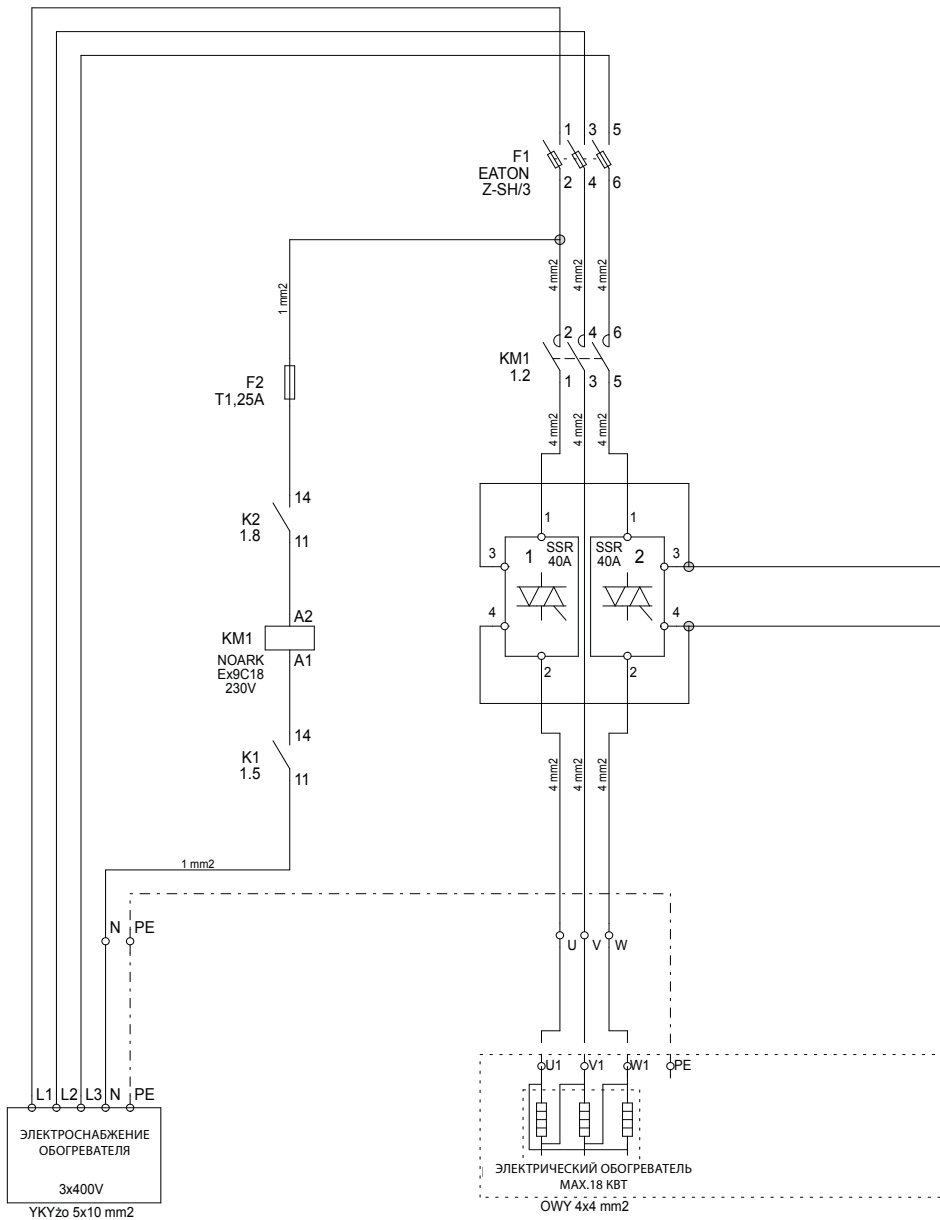 1 3 5
F1
EATON
Z-SH/3
2 4 6
1 mm2
4 mm2
4 mm2
4 mm2
2 4 6
KM1
1.2
1 3 5
F2
T1,25A
4 mm2
4 mm2
4 mm2
14
K2
1.8
11
1 1
3 1 SSR 40A
SSR 40A 2 3
4 4
2 2
A2
KM1
A1
NOARK
Ex9C18
230V
14
K1
1.5
11
4 mm2
4 mm2
4 mm2
1 mm2
N PE
U V W
U1 V1 W1 PE
L1 L2 L3 N PE
ЭЛЕКТРОСНАБЖЕНИЕ
ОБОГРЕВАТЕЛЯ
3x400V
YKYżo 5x10 mm2
ЭЛЕКТРИЧЕСКИЙ ОБОГРЕВАТЕЛЬ
MAX.18 КВТ
OWY 4x4 mm2